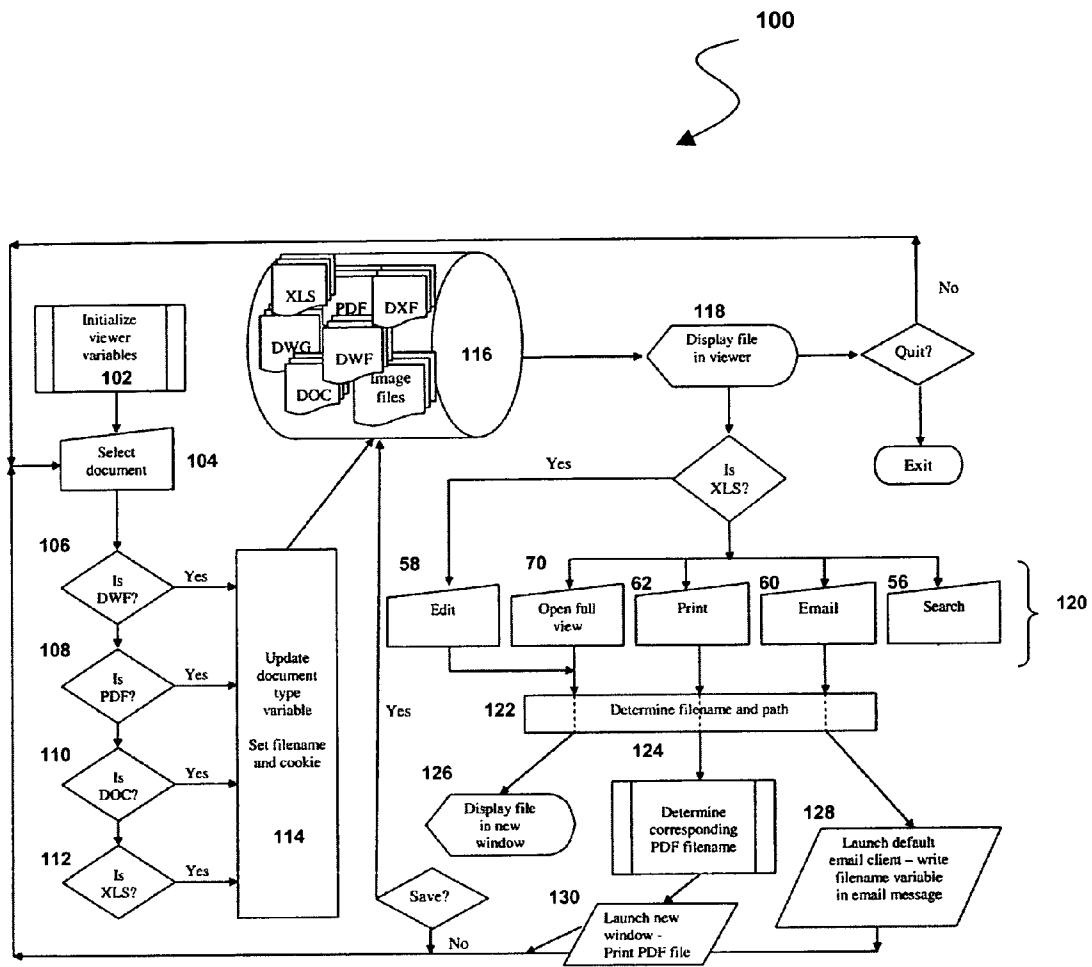 100
No
XLS
PDF
DXF
118
Initialize
viewer
variables
102
Display file
in viewer
Quit?
DWG
DWF
116
DOC
Image
files
Select
document
104
Yes
Is
XLS?
Exit
106
Is
DWF?
Yes
58
70
62
60
56
120
Edit
Open full
view
Print
Email
Search
108
Is
PDF?
Yes
Update
document
type
variable
Set filename
and cookie
114
Yes
122
Determine filename and path
110
Is
DOC?
Yes
126
Display file
in new
window
124
Determine
corresponding
PDF filename
128
Launch default
email client – write
filename variable
in email message
112
Is
XLS?
Yes
Save?
No
130
Launch new
window -
Print PDF file